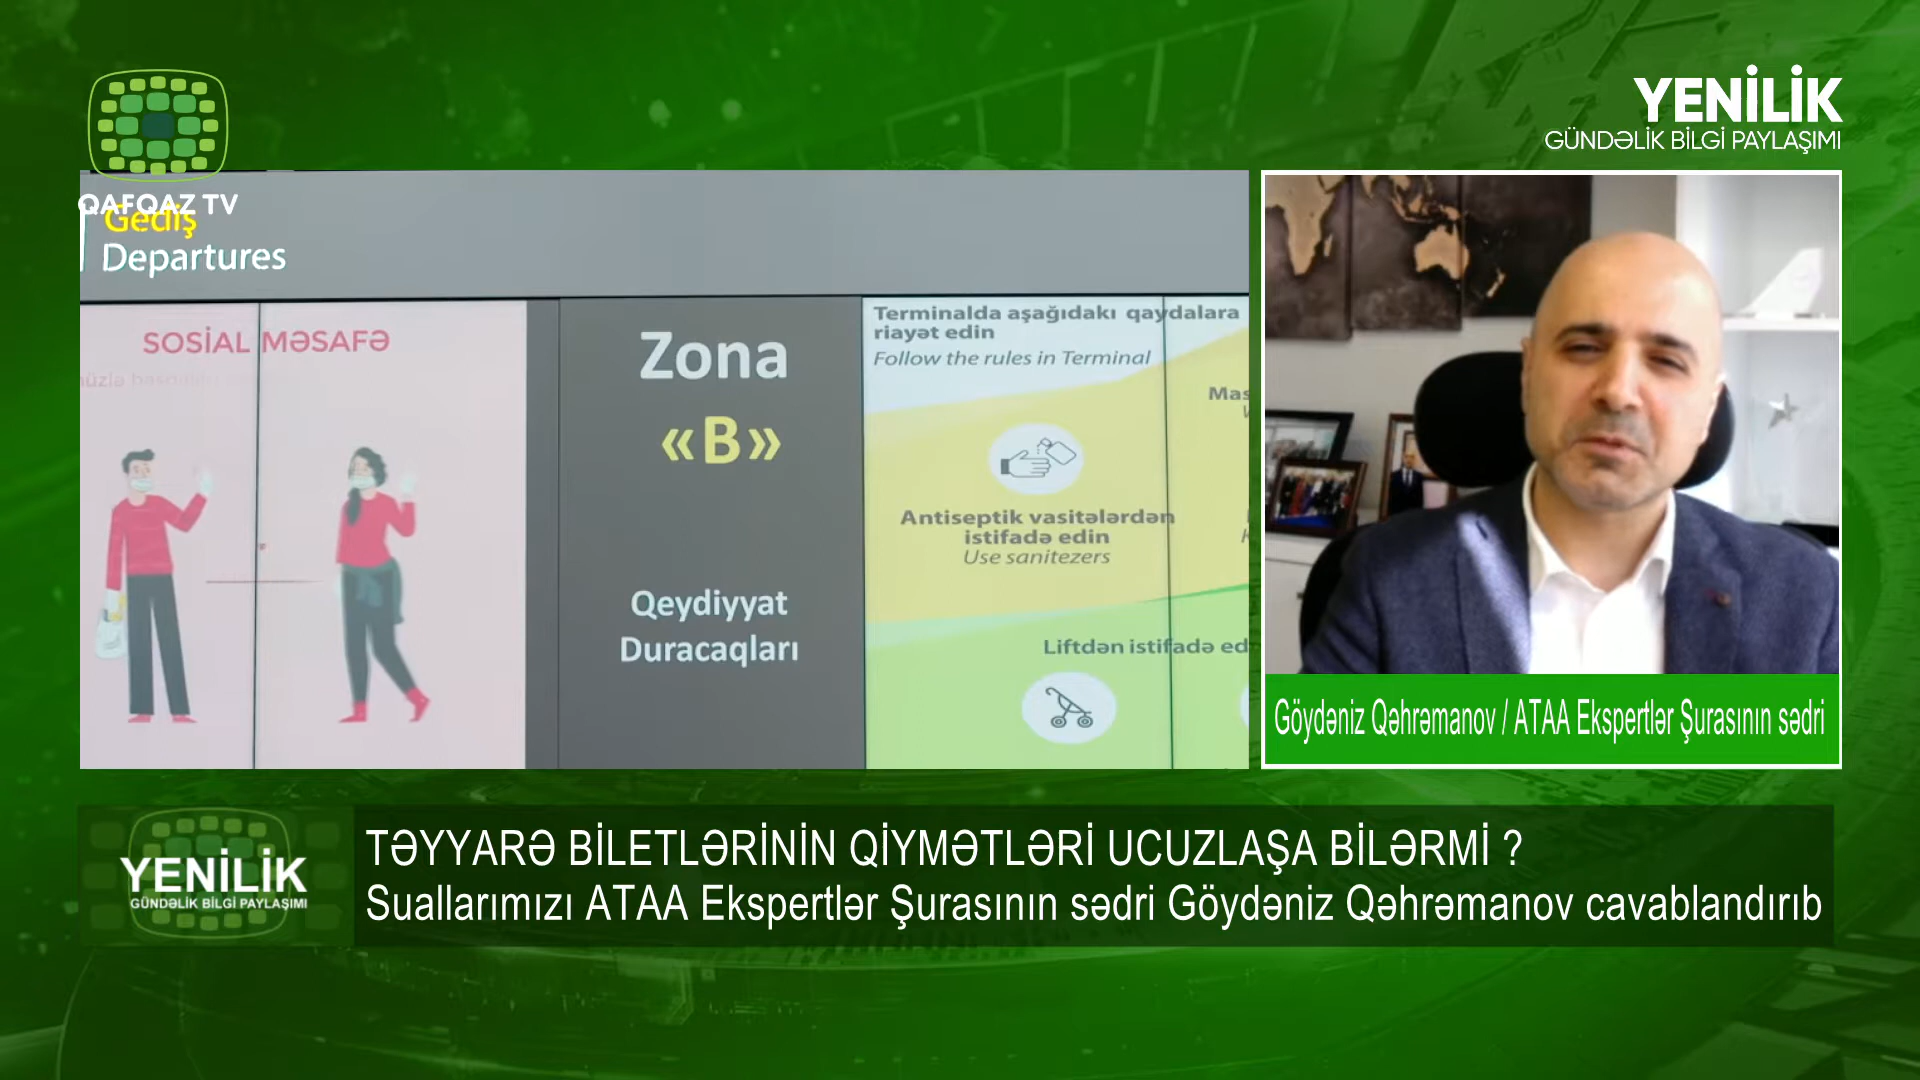 QAFQAZ TV
YENİLİK
GÜNDƏLİK BİLGİ PAYLAŞIMI
Gediş
Departures
SOSİAL MƏSAFƏ
Zona
«B»
Qeydiyyat
Duracaqları
Terminalda aşağıdakı qaydalara
riayət edin
Follow the rules in Terminal
Antiseptik vasitələrdən
istifadə edin
Use sanitezers
Liftdən istifadə
Göydəniz Qəhrəmanov / ATAA Ekspertlər Şurasının sədri
YENİLİK
GÜNDƏLİK BİLGİ PAYLAŞIMI
TƏYYARƏ BİLETLƏRİNİN QİYMƏTLƏRİ UCUZLAŞA BİLƏRMİ ?
Suallarımızı ATAA Ekspertlər Şurasının sədri Göydəniz Qəhrəmanov cavablandırıb